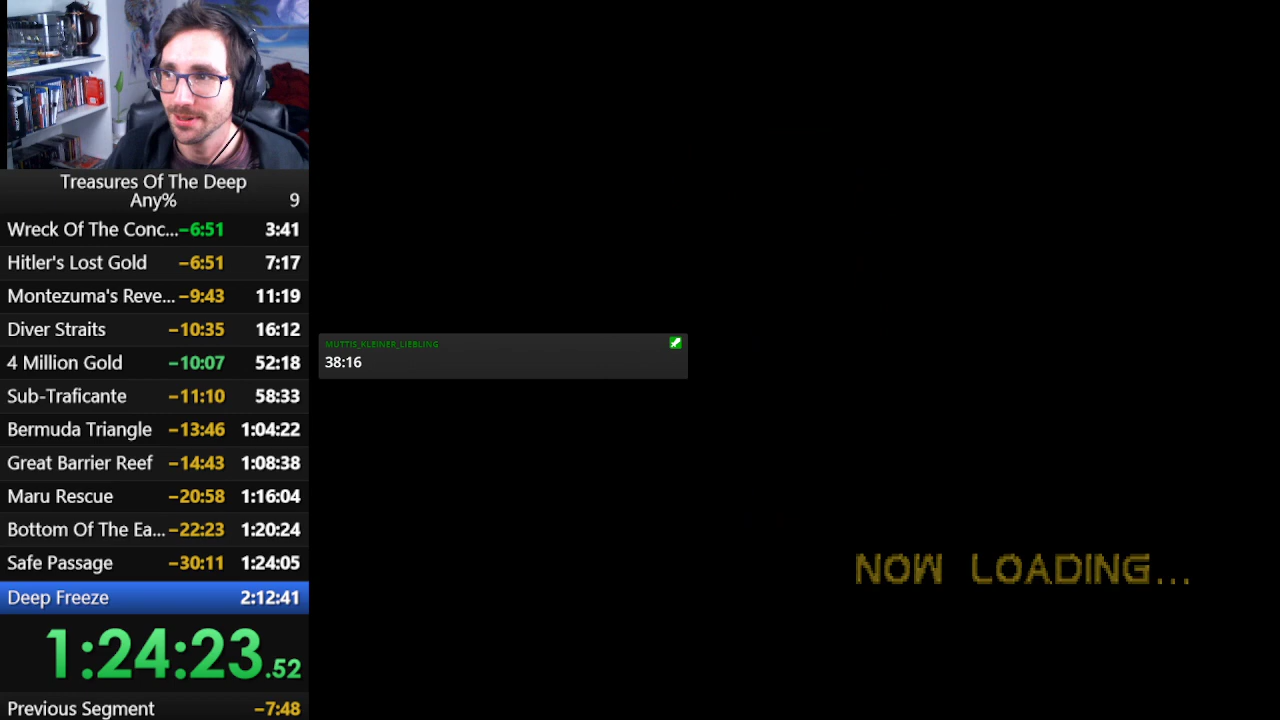 Treasures Of The Deep
Any% 9
Wreck Of The Conc... −6:51 3:41
Hitler's Lost Gold −6:51 7:17
Montezuma's Reve... −9:43 11:19
Diver Straits −10:35 16:12
4 Million Gold −10:07 52:18
Sub-Traficante −11:10 58:33
Bermuda Triangle −13:46 1:04:22
Great Barrier Reef −14:43 1:08:38
Maru Rescue −20:58 1:16:04
Bottom Of The Ea... −22:23 1:20:24
Safe Passage −30:11 1:24:05
Deep Freeze 2:12:41
1:24:23.52
Previous Segment −7:48
MUTTIS_KLEINER_LIEBLING
38:16
NOW LOADING...